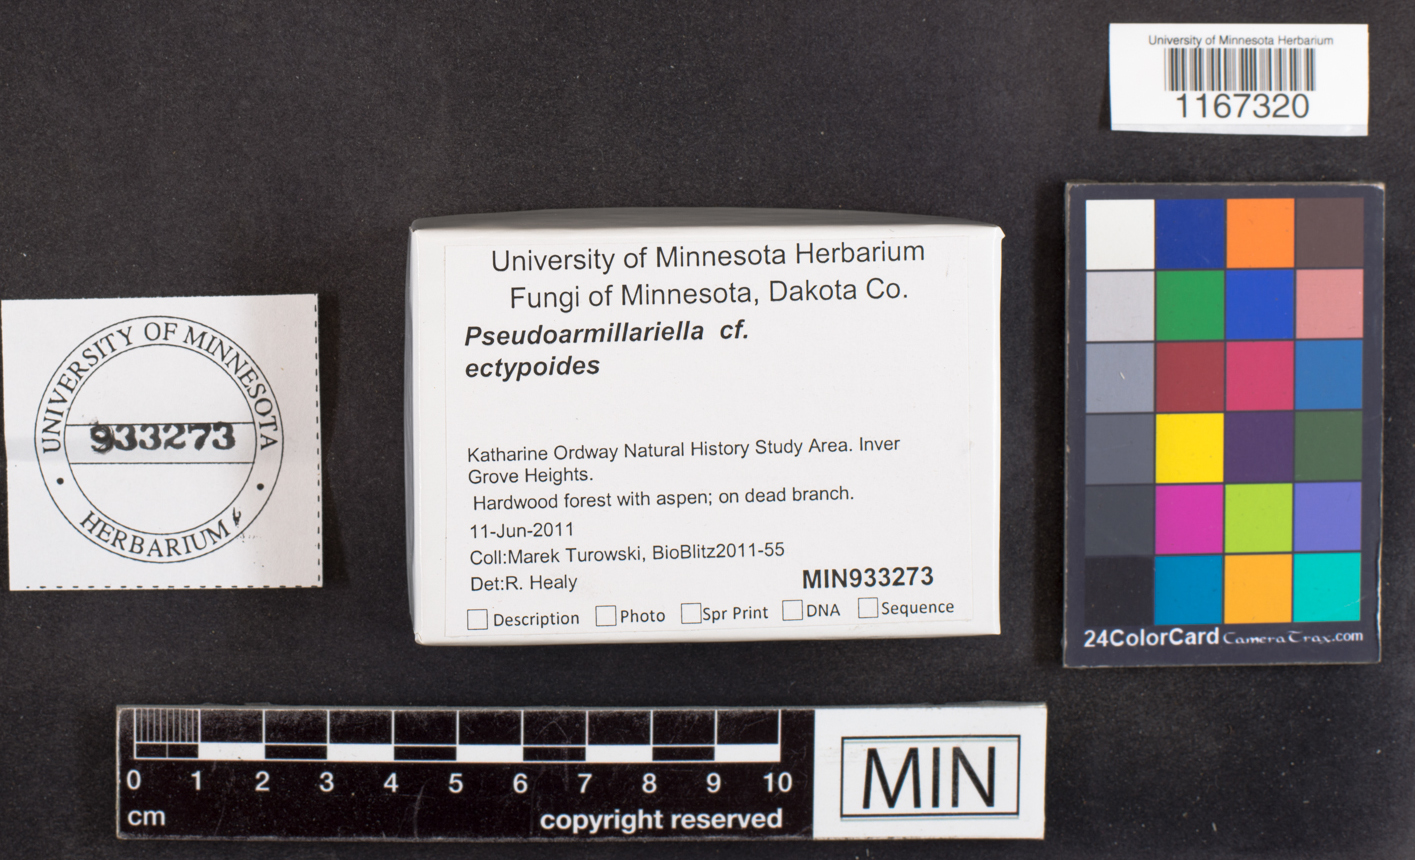 University of Minnesota Herbarium
1167320
University of Minnesota Herbarium
Fungi of Minnesota, Dakota Co.
Pseudoarmillariella cf.
ectypoides
Katharine Ordway Natural History Study Area. Inver
Grove Heights.
Hardwood forest with aspen; on dead branch.
11-Jun-2011
Coll:Marek Turowski, BioBlitz2011-55
Det:R. Healy
MIN933273
Description Photo Spr Print DNA Sequence
UNIVERSITY OF MINNESOTA
933273
HERBARIUM
24ColorCard CameraTrax.com
0 1 2 3 4 5 6 7 8 9 10
cm
copyright reserved
MIN